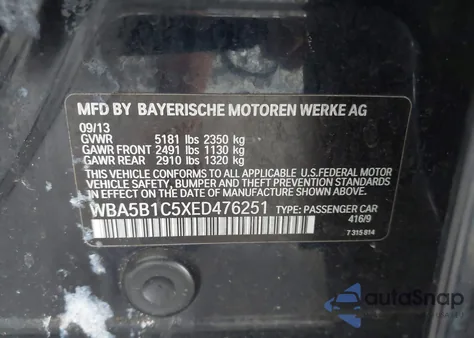 MFD BY BAYERISCHE MOTOREN WERKE AG
09/13
GVWR 5181 lbs 2350 kg
GAWR FRONT 2491 lbs 1130 kg
GAWR REAR 2910 lbs 1320 kg
THIS VEHICLE CONFORMS TO ALL APPLICABLE U.S.FEDERAL MOTOR
VEHICLE SAFETY, BUMPER AND THEFT PREVENTION STANDARDS
IN EFFECT ON THE DATE OF MANUFACTURE SHOWN ABOVE.
WBA5B1C5XED476251 TYPE: PASSENGER CAR
416/9
7 315 814
autoSnap